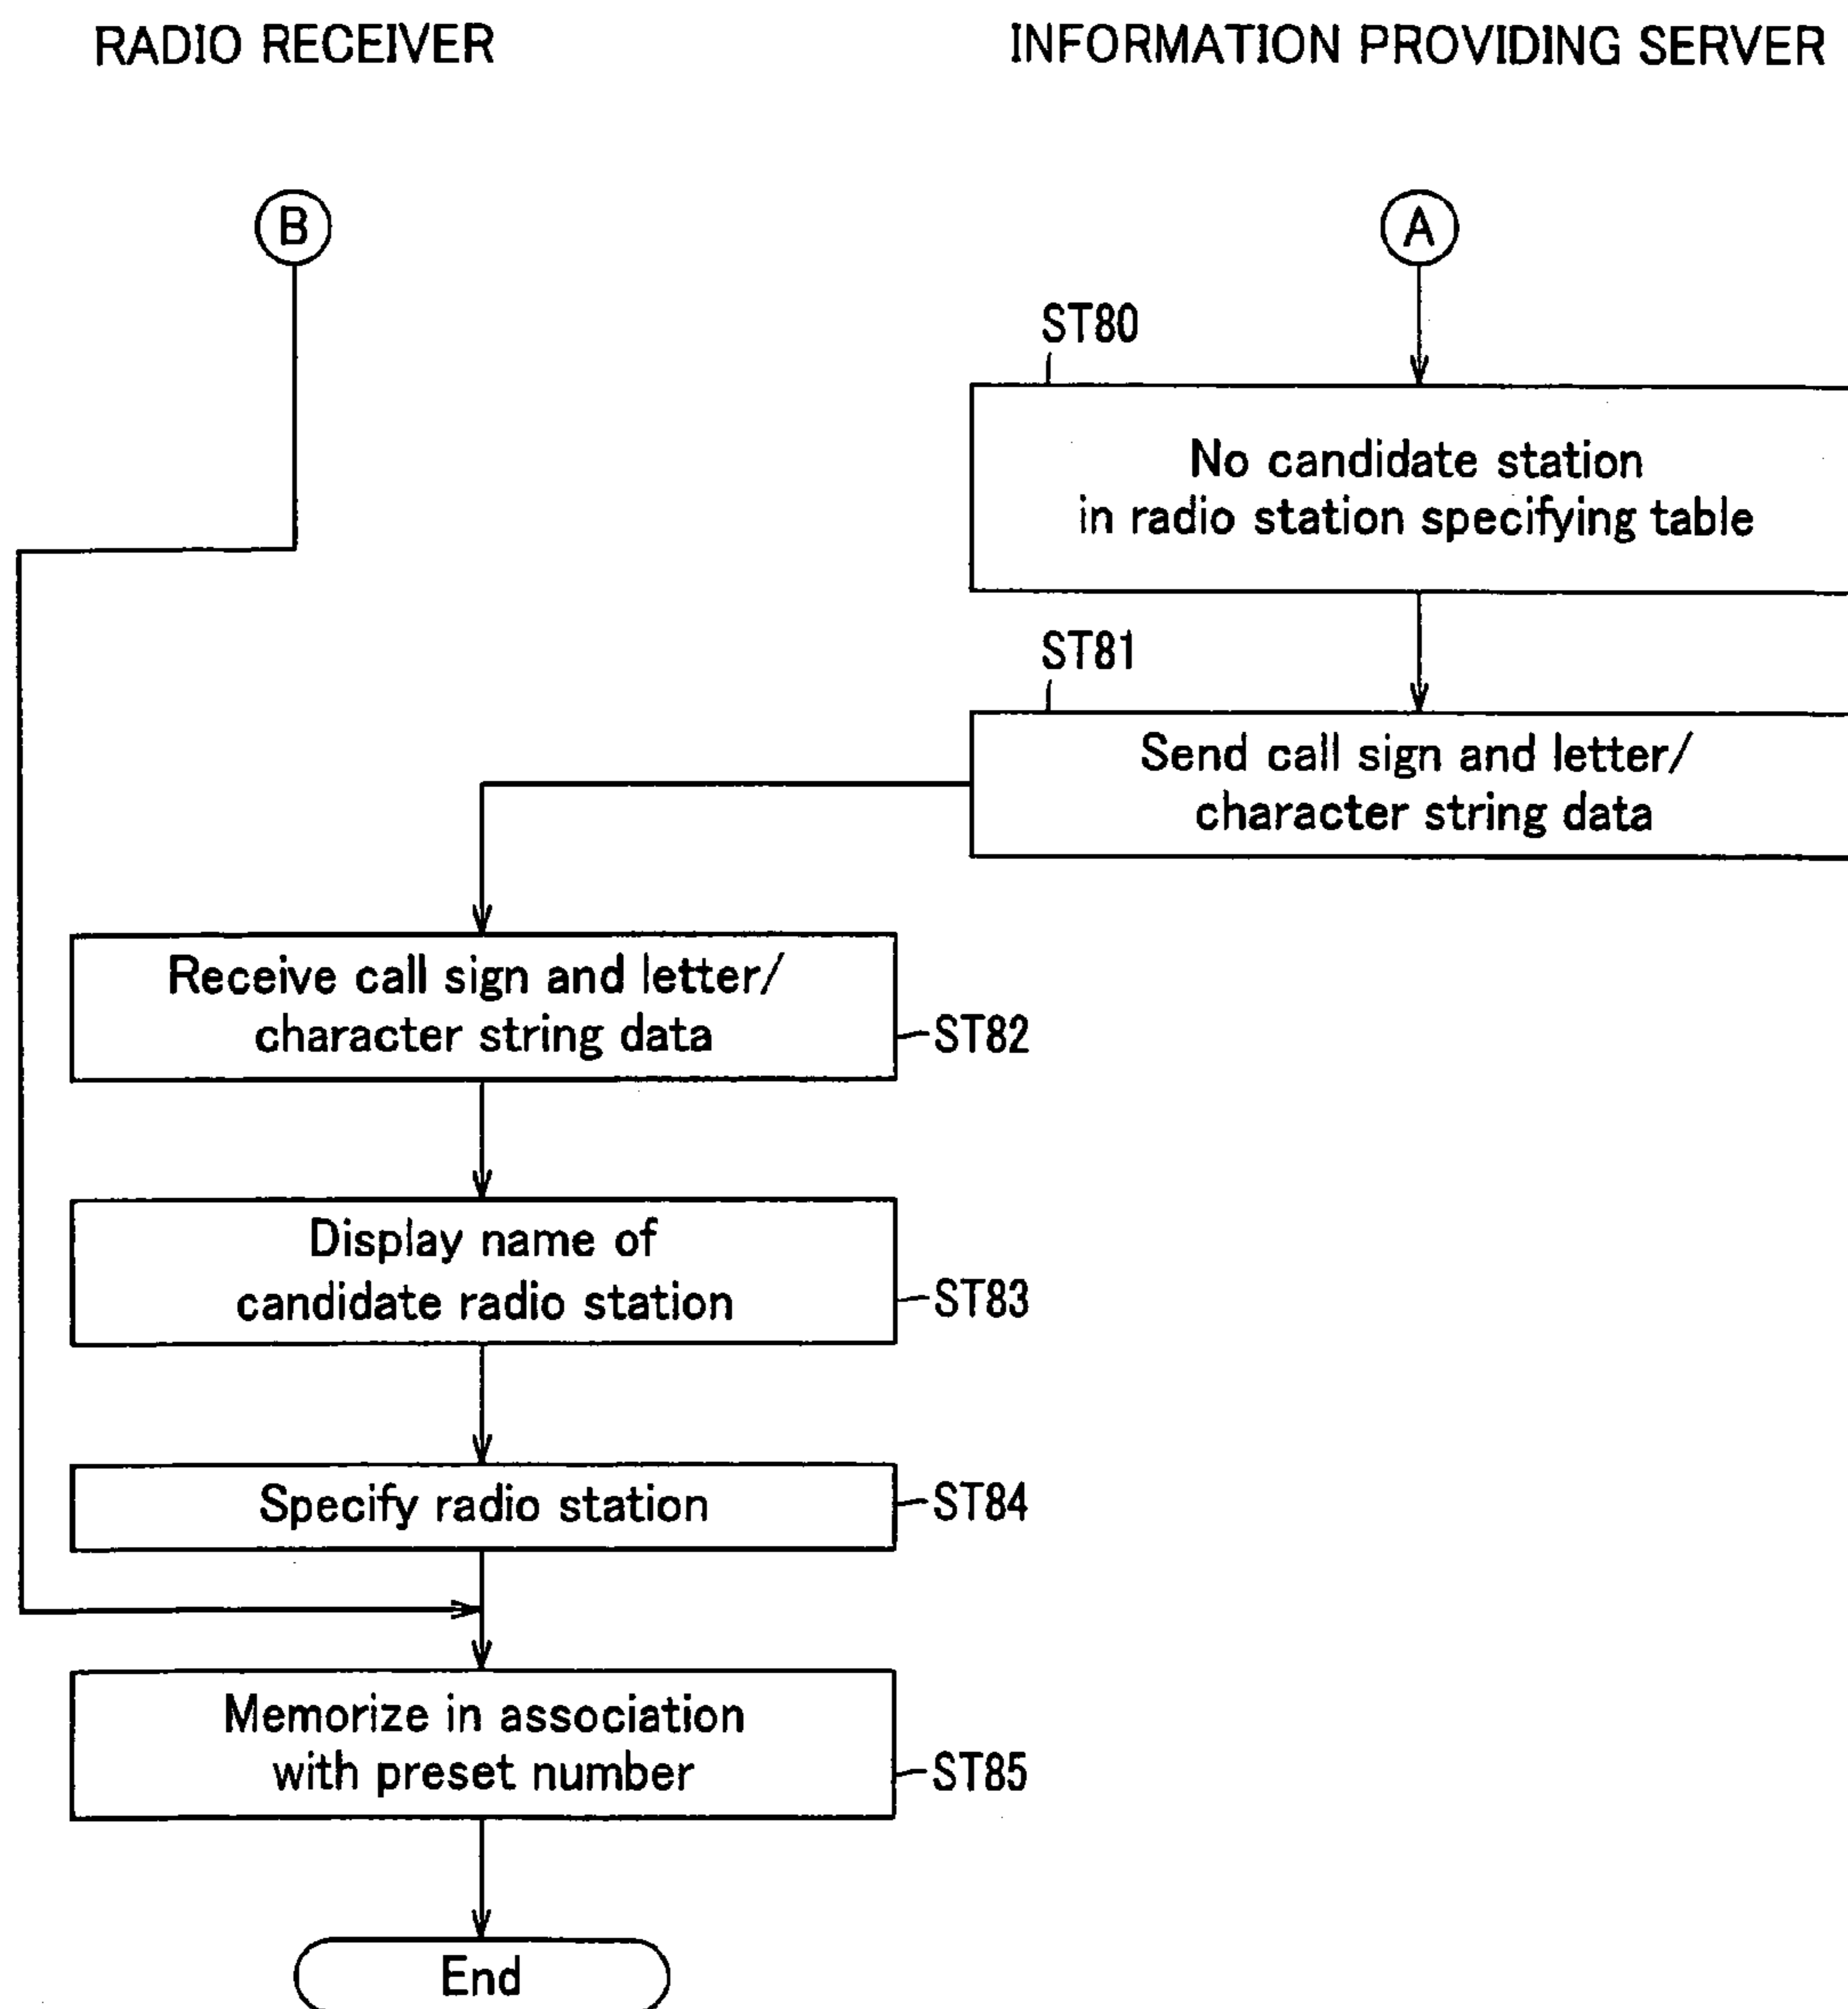 RADIO RECEIVER
INFORMATION PROVIDING SERVER
B
A
ST80
No candidate station
in radio station specifying table
ST81
Send call sign and letter/
character string data
Receive call sign and letter/
character string data
ST82
Display name of
candidate radio station
ST83
Specify radio station
ST84
Memorize in association
with preset number
ST85
End